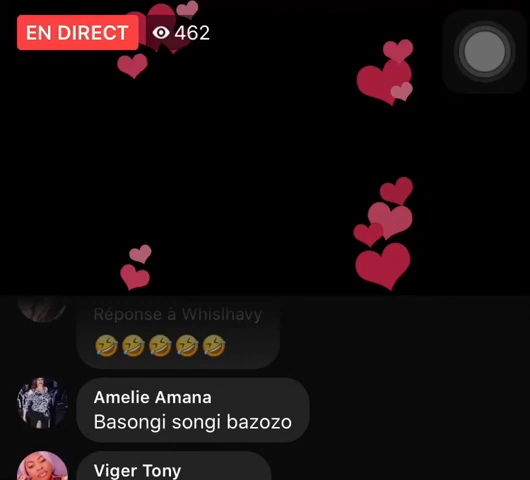 EN DIRECT 462
Réponse à Whislhavy
🤣🤣🤣🤣🤣
Amelie Amana
Basongi songi bazozo
Viger Tony